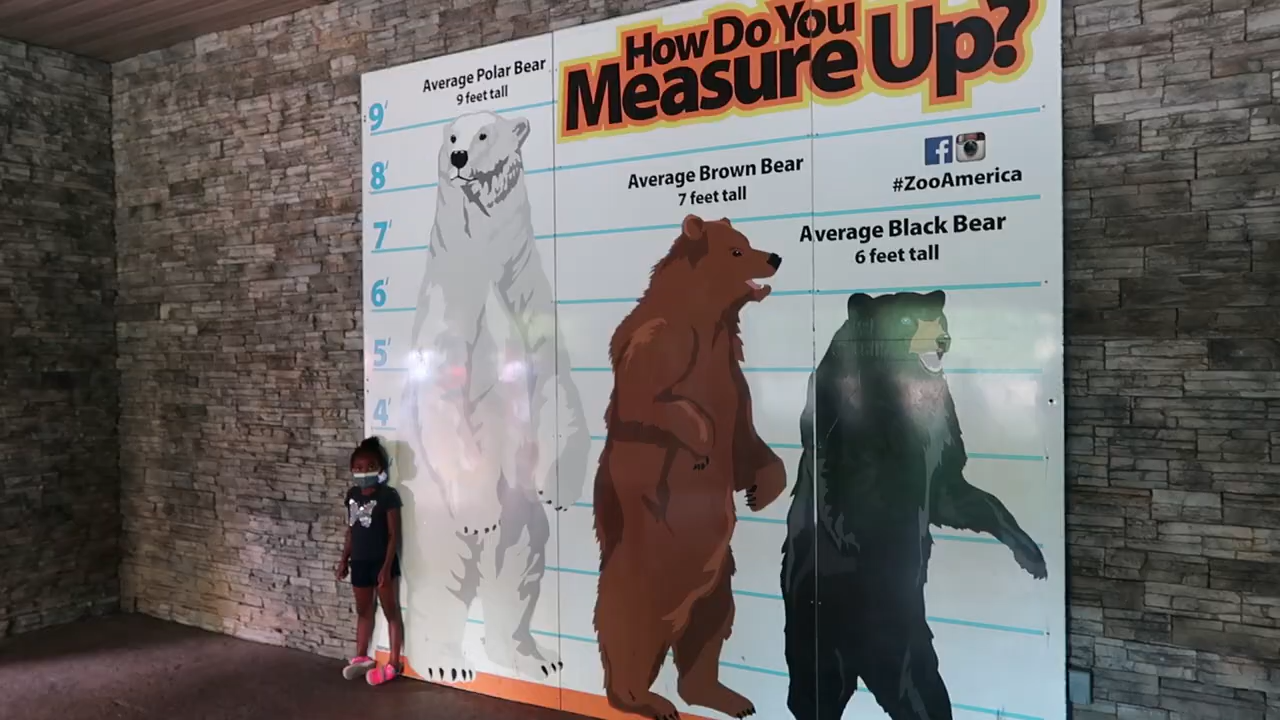 How Do You
Measure Up?
Average Polar Bear
9 feet tall
9'
8'
7'
6'
5'
4'
Average Brown Bear
7 feet tall
#ZooAmerica
Average Black Bear
6 feet tall